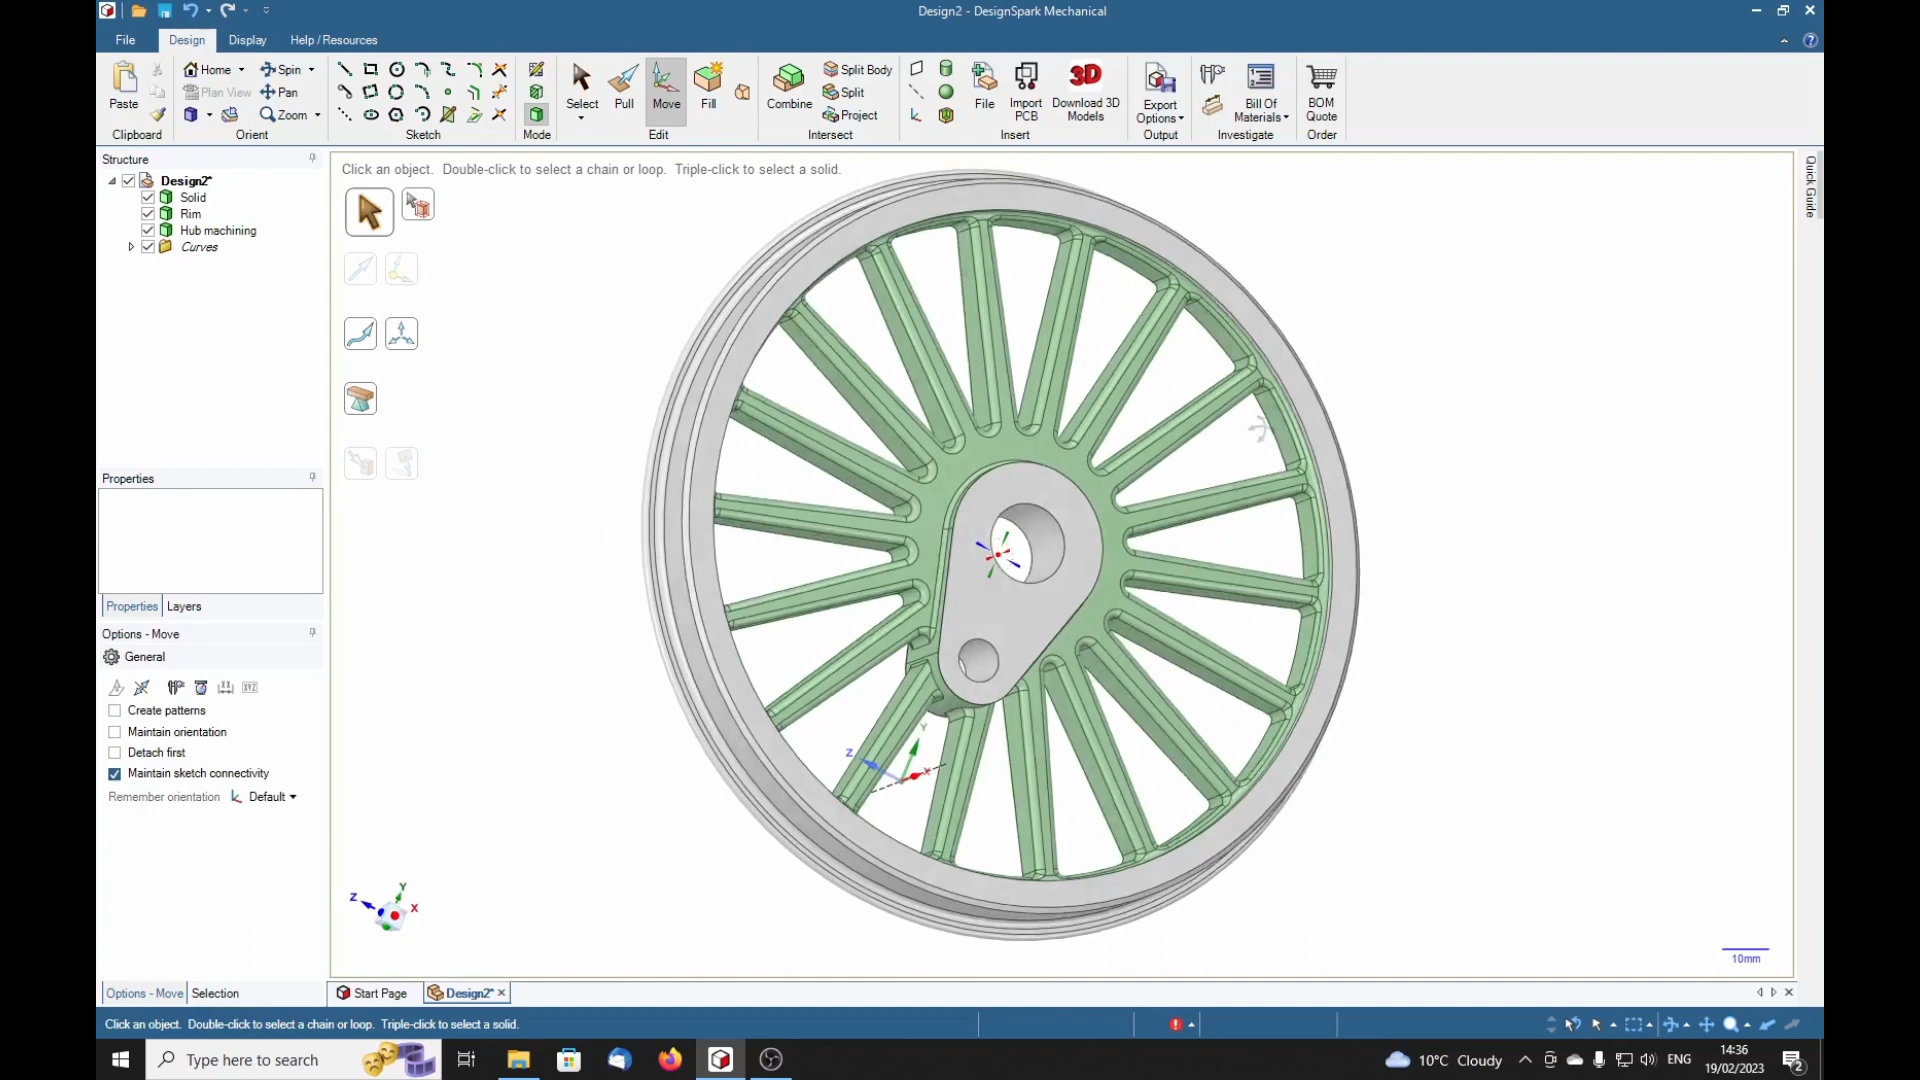 Design2 - DesignSpark Mechanical
File Design Display Help / Resources
Paste
Clipboard
Home Spin
Plan View Pan
Zoom
Orient
Sketch
Mode
Select Pull Move Fill
Edit
Combine
Split Body
Split
Project
Intersect
File
Import PCB
3D
Download 3D Models
Insert
Export Options
Output
Bill Of Materials
Investigate
BOM Quote
Order
Structure
Design2*
Solid
Rim
Hub machining
Curves
Properties
Properties Layers
Options - Move
General
XYZ
Create patterns
Maintain orientation
Detach first
Maintain sketch connectivity
Remember orientation Default
Options - Move Selection
Click an object. Double-click to select a chain or loop. Triple-click to select a solid.
Z
Y
X
Z
Y
X
10mm
Quick Guide
Start Page Design2*
Click an object. Double-click to select a chain or loop. Triple-click to select a solid.
Type here to search
10°C Cloudy
ENG
14:36
19/02/2023
2